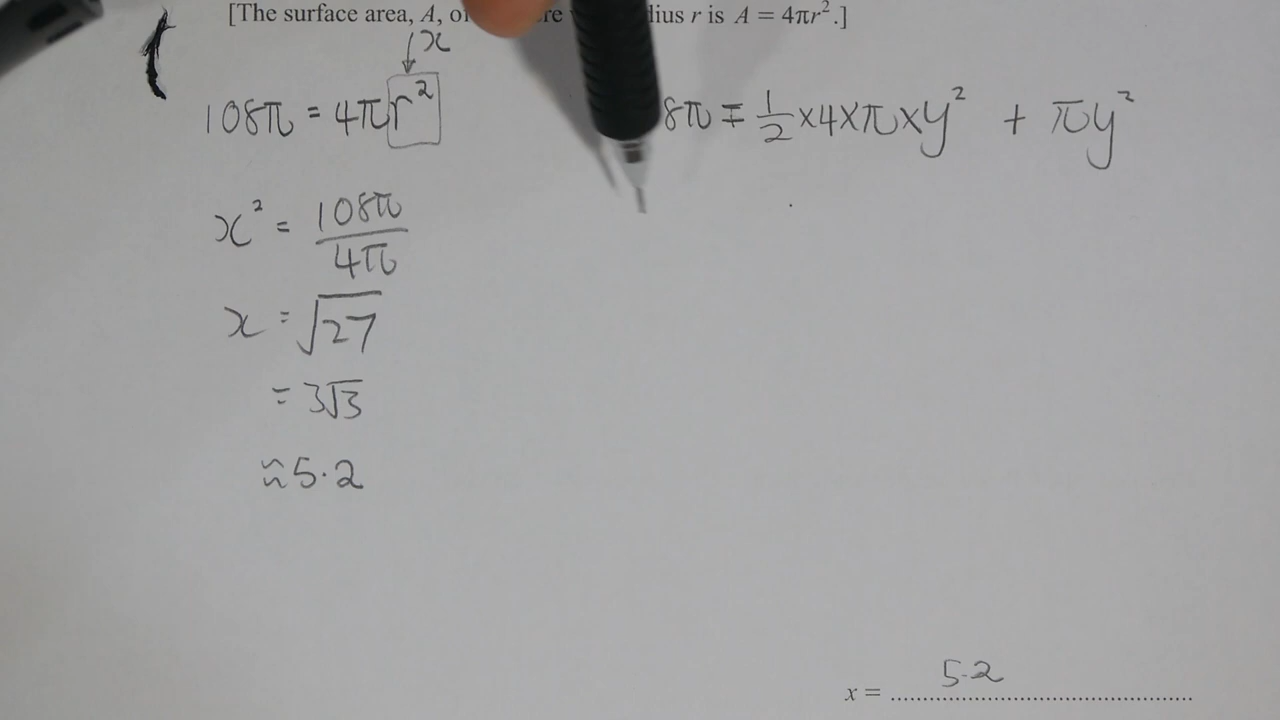 [The surface area, A, of re dius r is A = 4πr².]
x
108π = 4πr²
8π = ½ × 4 × π × y² + πy²
x² = 108π / 4π
x = √27
= 3√3
≈ 5.2
x = 5.2